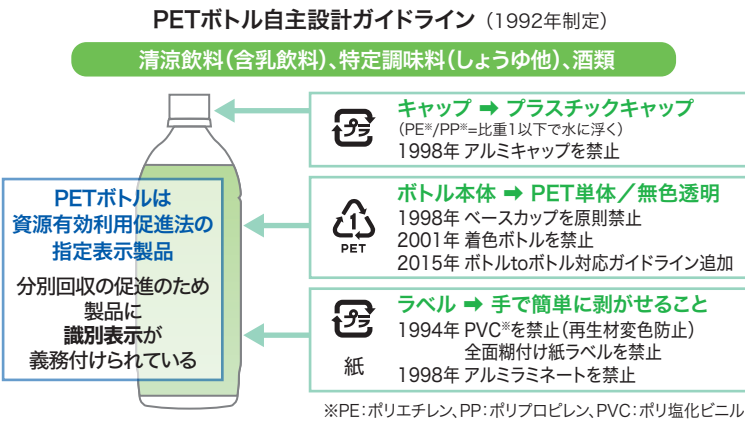 PETボトル自主設計ガイドライン（1992年制定）
清涼飲料（含乳飲料）、特定調味料（しょうゆ他）、酒類
プラ
キャップ ➡ プラスチックキャップ
（PE※/PP※=比重1以下で水に浮く）
1998年 アルミキャップを禁止
PETボトルは
資源有効利用促進法の
指定表示製品
分別回収の促進のため
製品に
識別表示が
義務付けられている
1
PET
ボトル本体 ➡ PET単体／無色透明
1998年 ベースカップを原則禁止
2001年 着色ボトルを禁止
2015年 ボトルtoボトル対応ガイドライン追加
プラ
紙
ラベル ➡ 手で簡単に剥がせること
1994年 PVC※を禁止（再生材変色防止）
全面糊付け紙ラベルを禁止
1998年 アルミラミネートを禁止
※PE：ポリエチレン、PP：ポリプロピレン、PVC：ポリ塩化ビニル